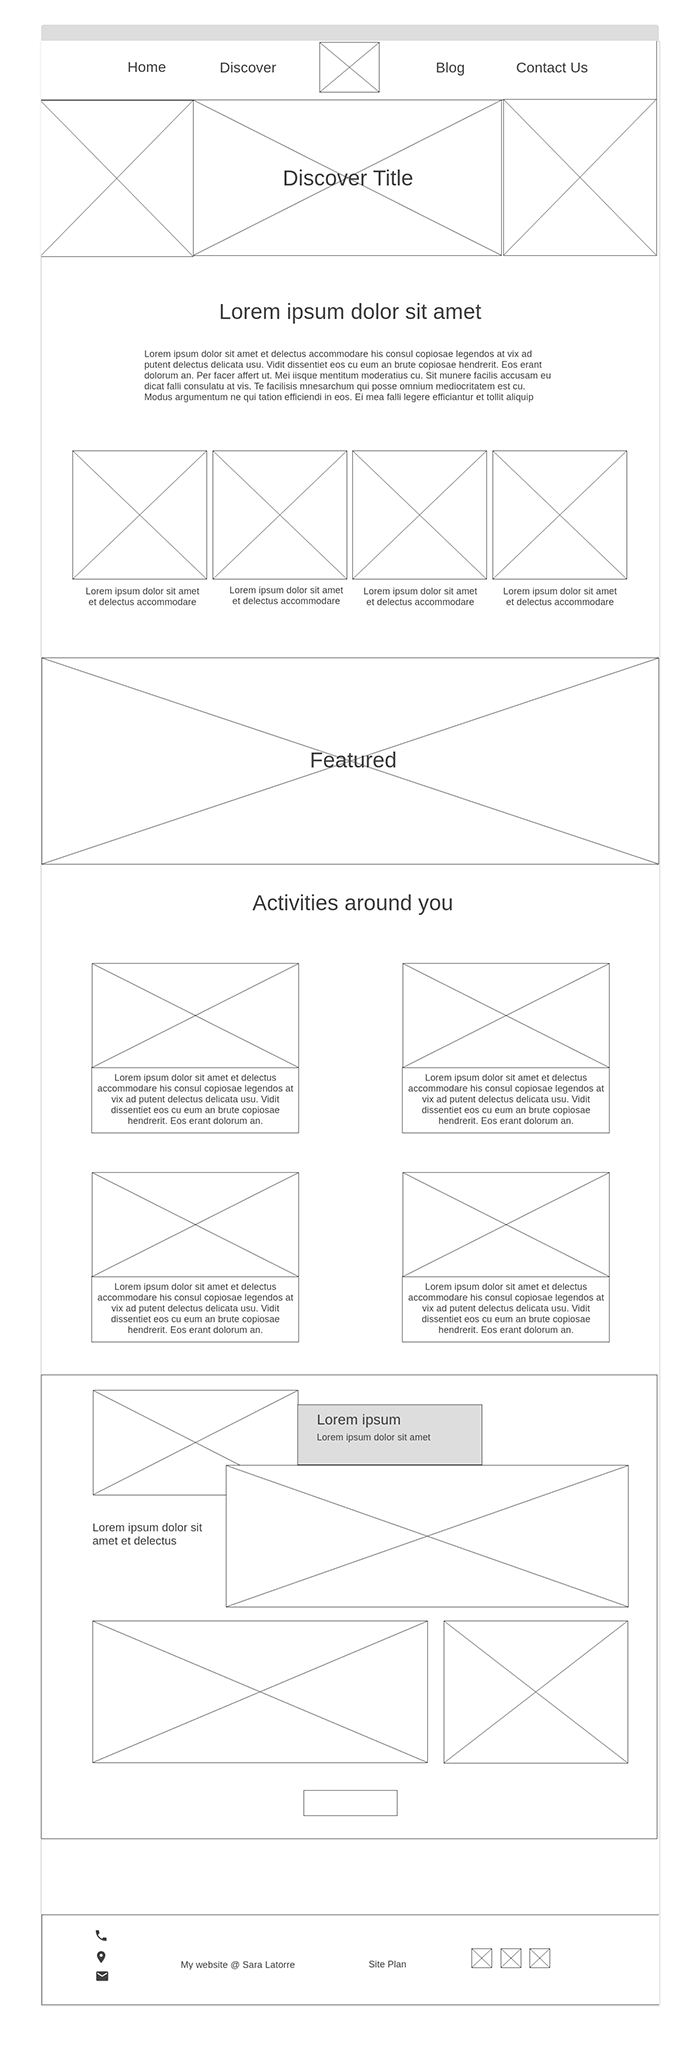 Home
Discover
Blog
Contact Us
Discover Title
Lorem ipsum dolor sit amet
Lorem ipsum dolor sit amet et delectus accommodare his consul copiosae legendos at vix ad
putent delectus delicata usu. Vidit dissentiet eos cu eum an brute copiosae hendrerit. Eos erant
dolorum an. Per facer affert ut. Mei iisque mentitum moderatius cu. Sit munere facilis accusam eu
dicat falli consulatu at vis. Te facilisis mnesarchum qui posse omnium mediocritatem est cu.
Modus argumentum ne qui tation efficiendi in eos. Ei mea falli legere efficiantur et tollit aliquip
Lorem ipsum dolor sit amet
et delectus accommodare
Lorem ipsum dolor sit amet
et delectus accommodare
Lorem ipsum dolor sit amet
et delectus accommodare
Lorem ipsum dolor sit amet
et delectus accommodare
Featured
Activities around you
Lorem ipsum dolor sit amet et delectus
accommodare his consul copiosae legendos at
vix ad putent delectus delicata usu. Vidit
dissentiet eos cu eum an brute copiosae
hendrerit. Eos erant dolorum an.
Lorem ipsum dolor sit amet et delectus
accommodare his consul copiosae legendos at
vix ad putent delectus delicata usu. Vidit
dissentiet eos cu eum an brute copiosae
hendrerit. Eos erant dolorum an.
Lorem ipsum dolor sit amet et delectus
accommodare his consul copiosae legendos at
vix ad putent delectus delicata usu. Vidit
dissentiet eos cu eum an brute copiosae
hendrerit. Eos erant dolorum an.
Lorem ipsum dolor sit amet et delectus
accommodare his consul copiosae legendos at
vix ad putent delectus delicata usu. Vidit
dissentiet eos cu eum an brute copiosae
hendrerit. Eos erant dolorum an.
Lorem ipsum
Lorem ipsum dolor sit amet
Lorem ipsum dolor sit
amet et delectus
My website @ Sara Latorre
Site Plan